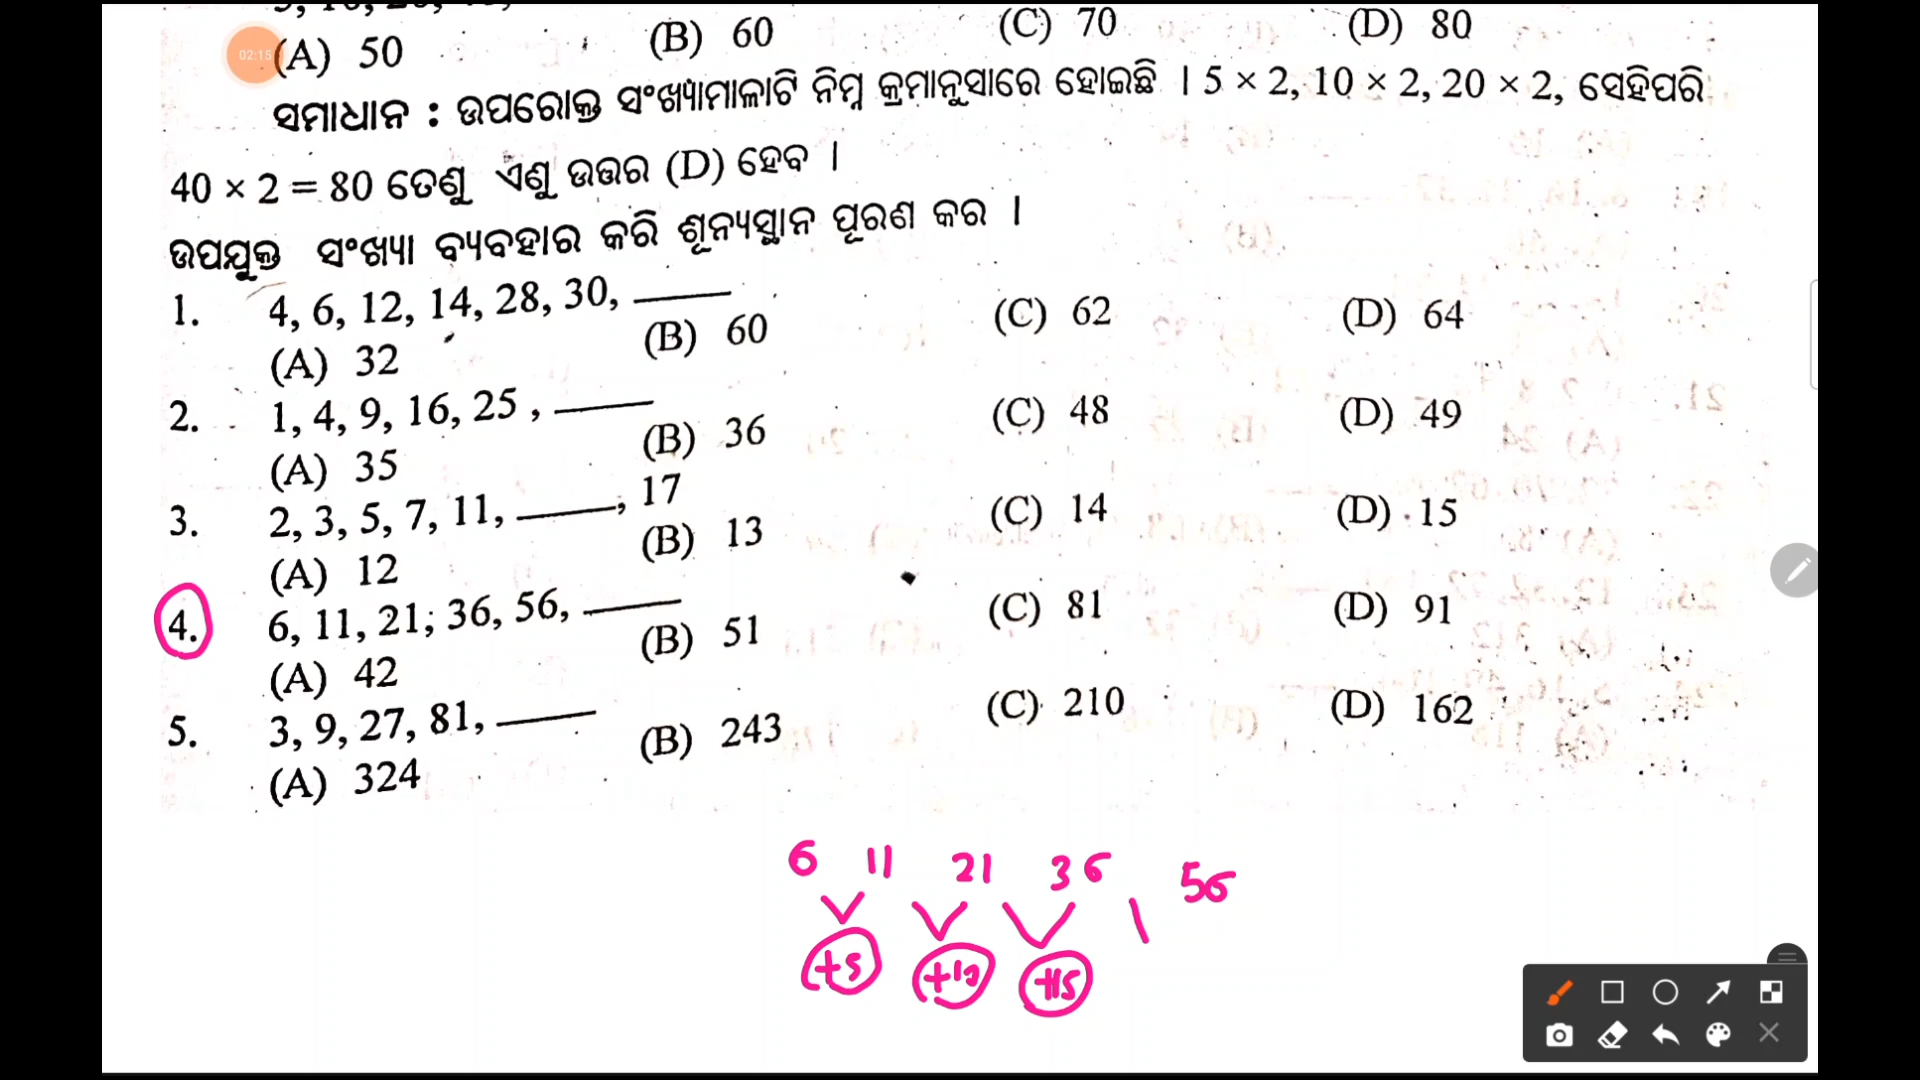 02:15
(A) 50 (B) 60 (C) 70 (D) 80
ସମାଧାନ : ଉପରୋକ୍ତ ସଂଖ୍ୟାମାଳାଟି ନିମ୍ନ କ୍ରମାନୁସାରେ ହୋଇଛି । 5 × 2, 10 × 2, 20 × 2, ସେହିପରି
40 × 2 = 80 ତେଣୁ ଏଣୁ ଉତ୍ତର (D) ହେବ ।
ଉପଯୁକ୍ତ ସଂଖ୍ୟା ବ୍ୟବହାର କରି ଶୂନ୍ୟସ୍ଥାନ ପୂରଣ କର ।
1. 4, 6, 12, 14, 28, 30, ____
(A) 32 (B) 60 (C) 62 (D) 64
2. 1, 4, 9, 16, 25 , ____
(A) 35 (B) 36 (C) 48 (D) 49
3. 2, 3, 5, 7, 11, ____, 17
(A) 12 (B) 13 (C) 14 (D) 15
4. 6, 11, 21; 36, 56, ____
(A) 42 (B) 51 (C) 81 (D) 91
5. 3, 9, 27, 81, ____
(A) 324 (B) 243 (C) 210 (D) 162
6 11 21 36 56
+5 +10 +15